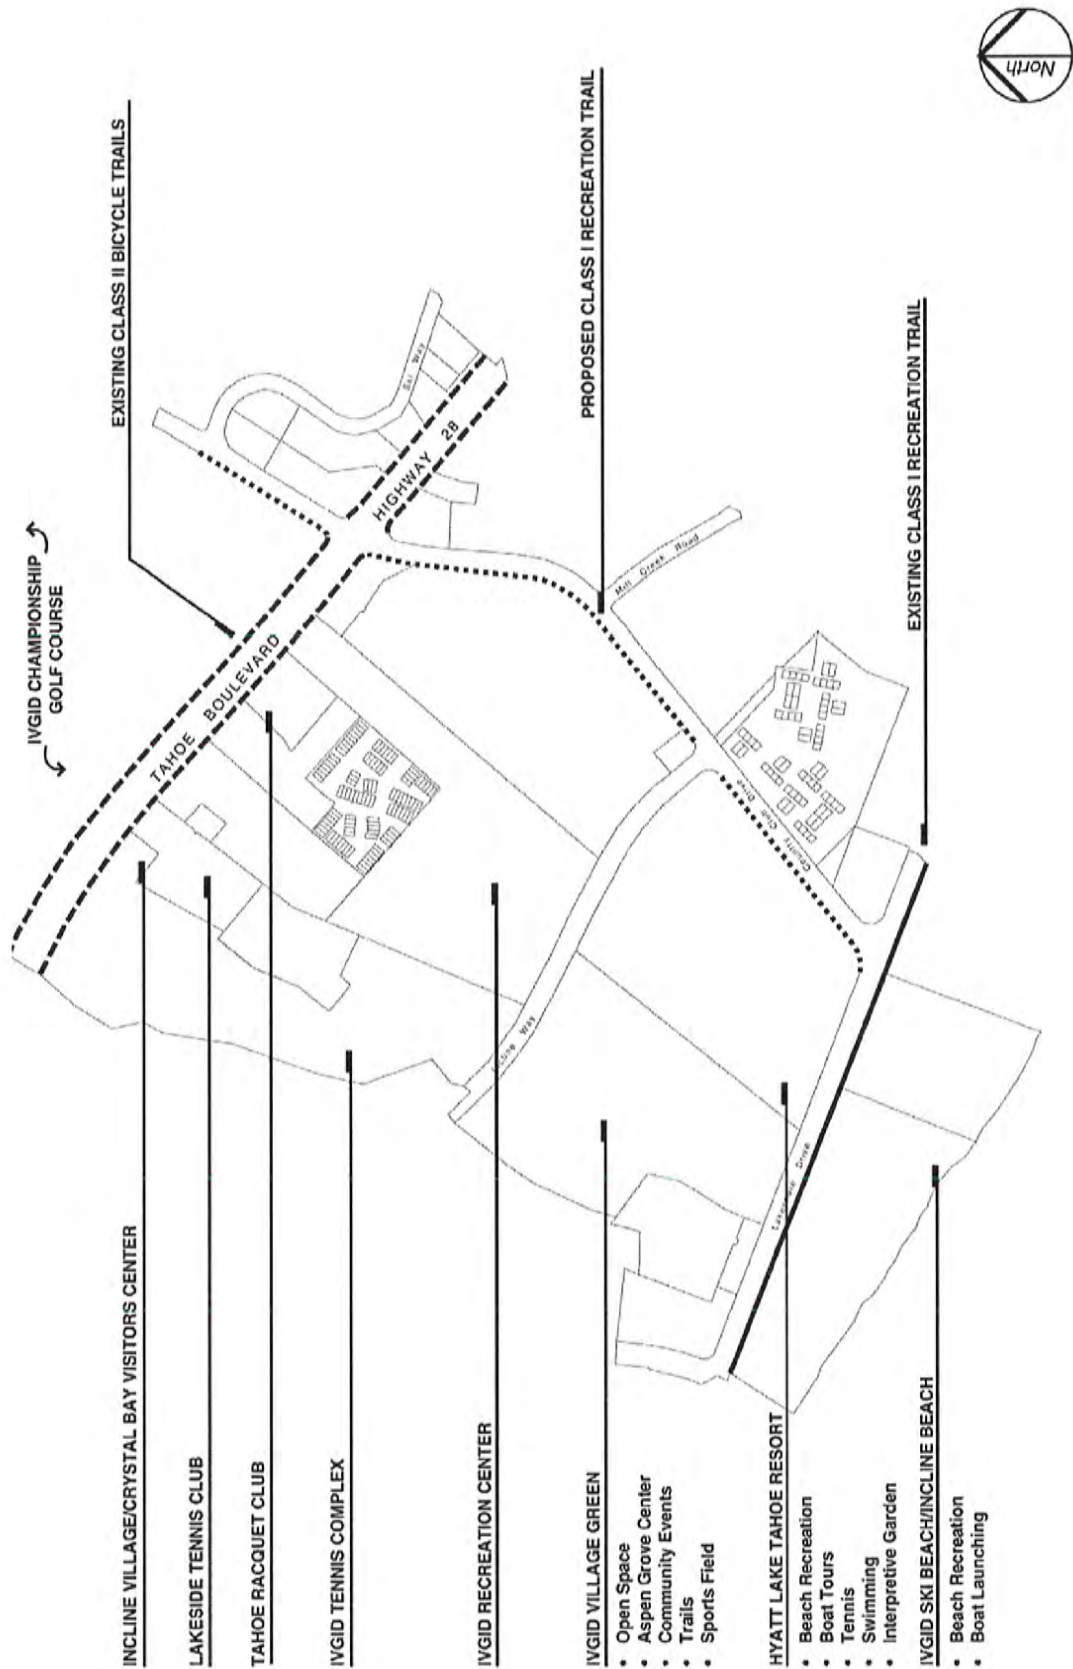 INCLINE VILLAGE/CRYSTAL BAY VISITORS CENTER
LAKESIDE TENNIS CLUB
TAHOE RACQUET CLUB
IVGID TENNIS COMPLEX
IVGID RECREATION CENTER
IVGID VILLAGE GREEN
• Open Space
• Aspen Grove Center
• Community Events
• Trails
• Sports Field
HYATT LAKE TAHOE RESORT
• Beach Recreation
• Boat Tours
• Tennis
• Swimming
• Interpretive Garden
IVGID SKI BEACH/INCLINE BEACH
• Beach Recreation
• Boat Launching
IVGID CHAMPIONSHIP
GOLF COURSE
EXISTING CLASS II BICYCLE TRAILS
PROPOSED CLASS I RECREATION TRAIL
EXISTING CLASS I RECREATION TRAIL
TAHOE BOULEVARD
HIGHWAY 28
Ski Way
Mill Creek Road
Country Club Drive
Way
Drive
North